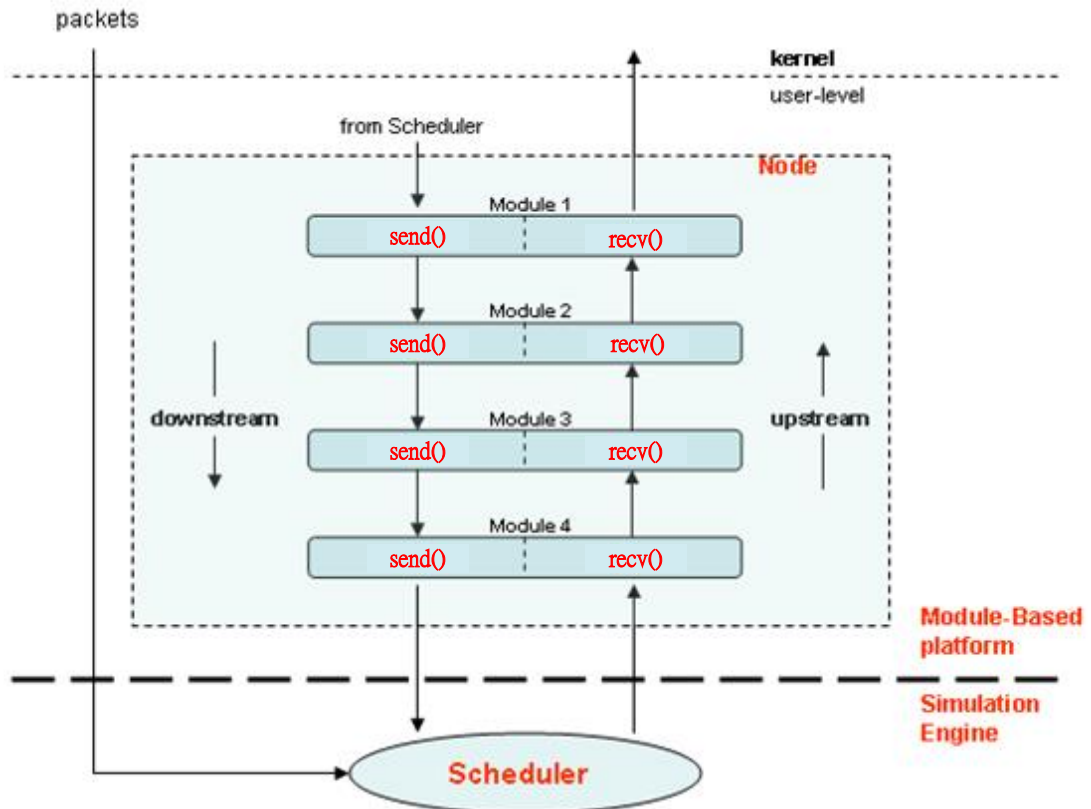 packets
kernel
user-level
from Scheduler
Node
Module 1
send()
recv()
Module 2
send()
recv()
downstream
upstream
Module 3
send()
recv()
Module 4
send()
recv()
Module-Based
platform
Simulation
Engine
Scheduler